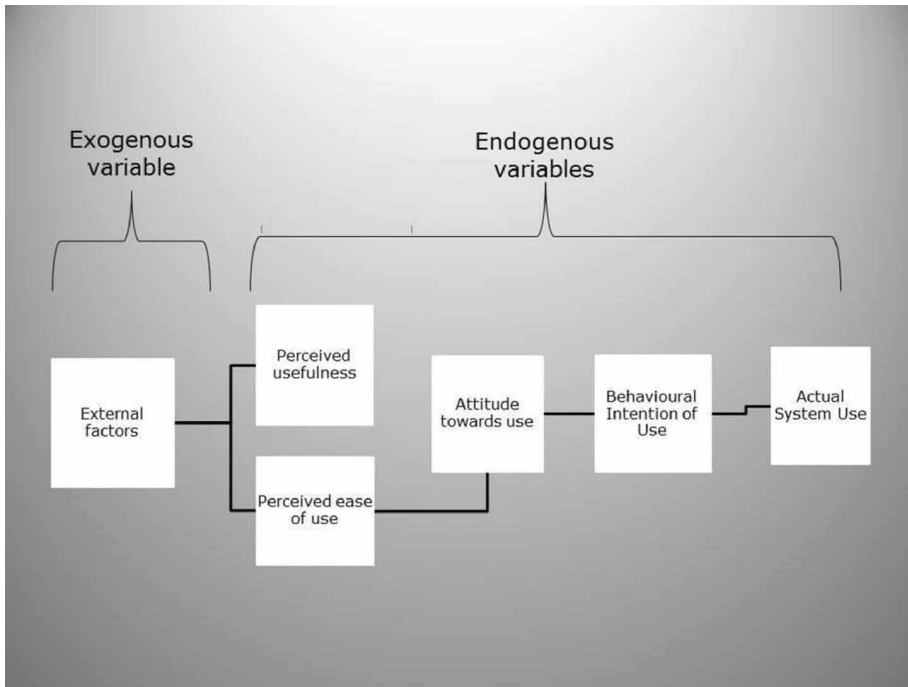 Exogenous
variable
Endogenous
variables
External
factors
Perceived
usefulness
Perceived ease
of use
Attitude
towards use
Behavioural
Intention of
Use
Actual
System Use